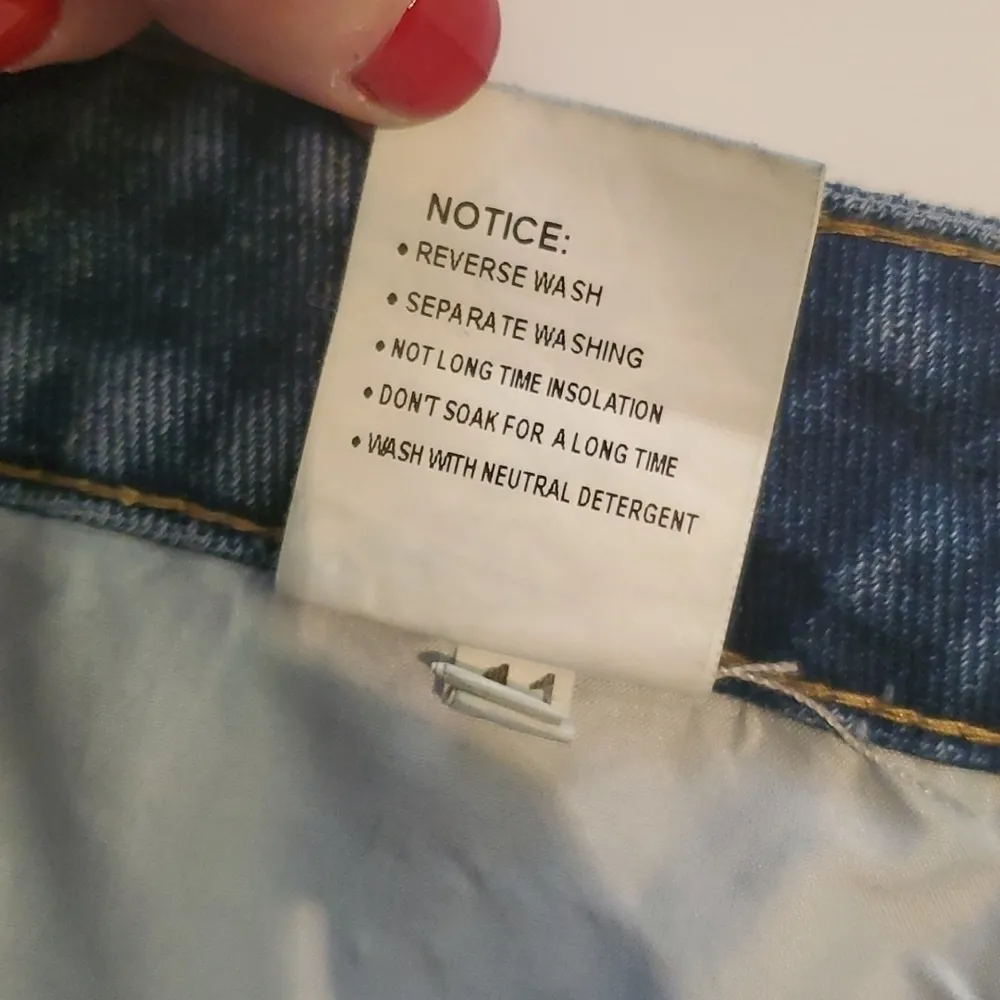 NOTICE:
• REVERSE WASH
• SEPARATE WASHING
• NOT LONG TIME INSOLATION
• DON'T SOAK FOR A LONG TIME
• WASH WITH NEUTRAL DETERGENT